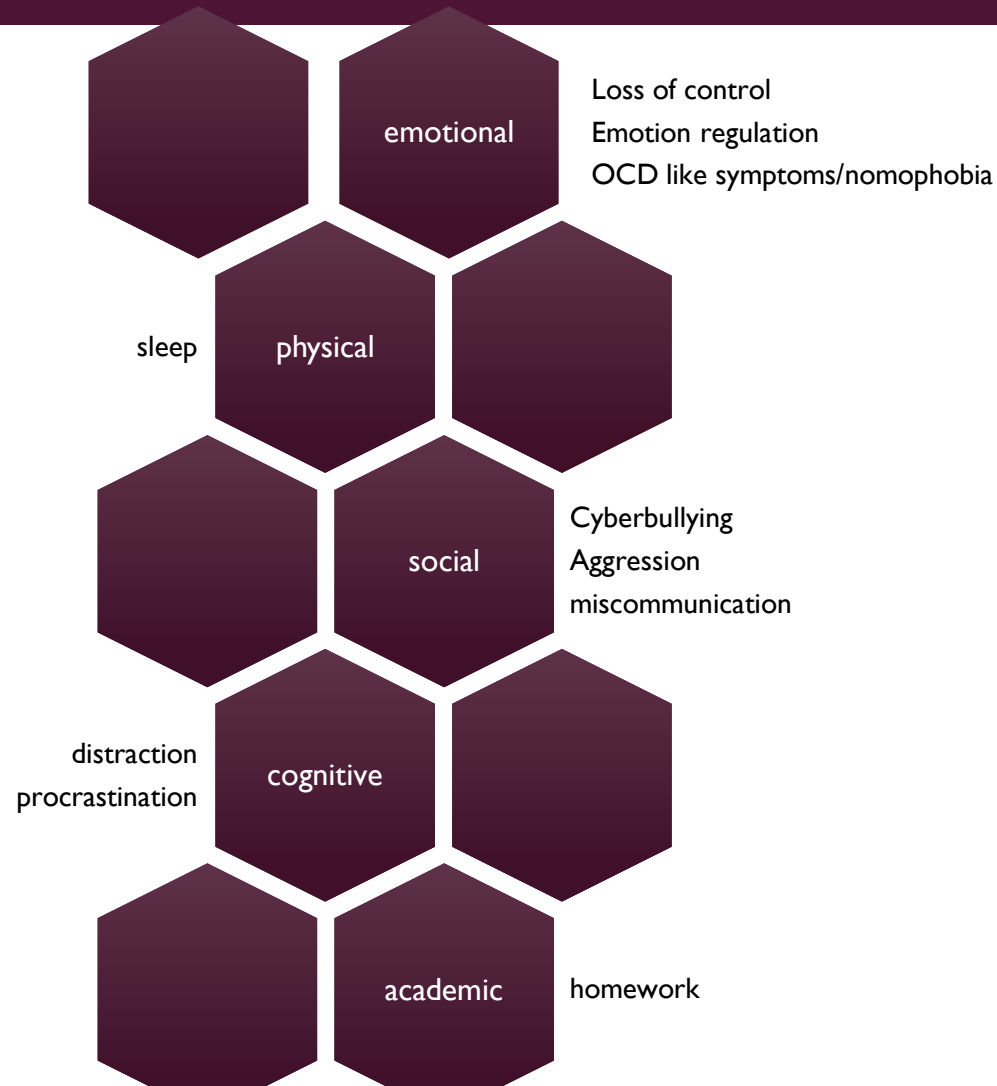 emotional
Loss of control
Emotion regulation
OCD like symptoms/nomophobia
sleep
physical
social
Cyberbullying
Aggression
miscommunication
distraction
procrastination
cognitive
academic
homework